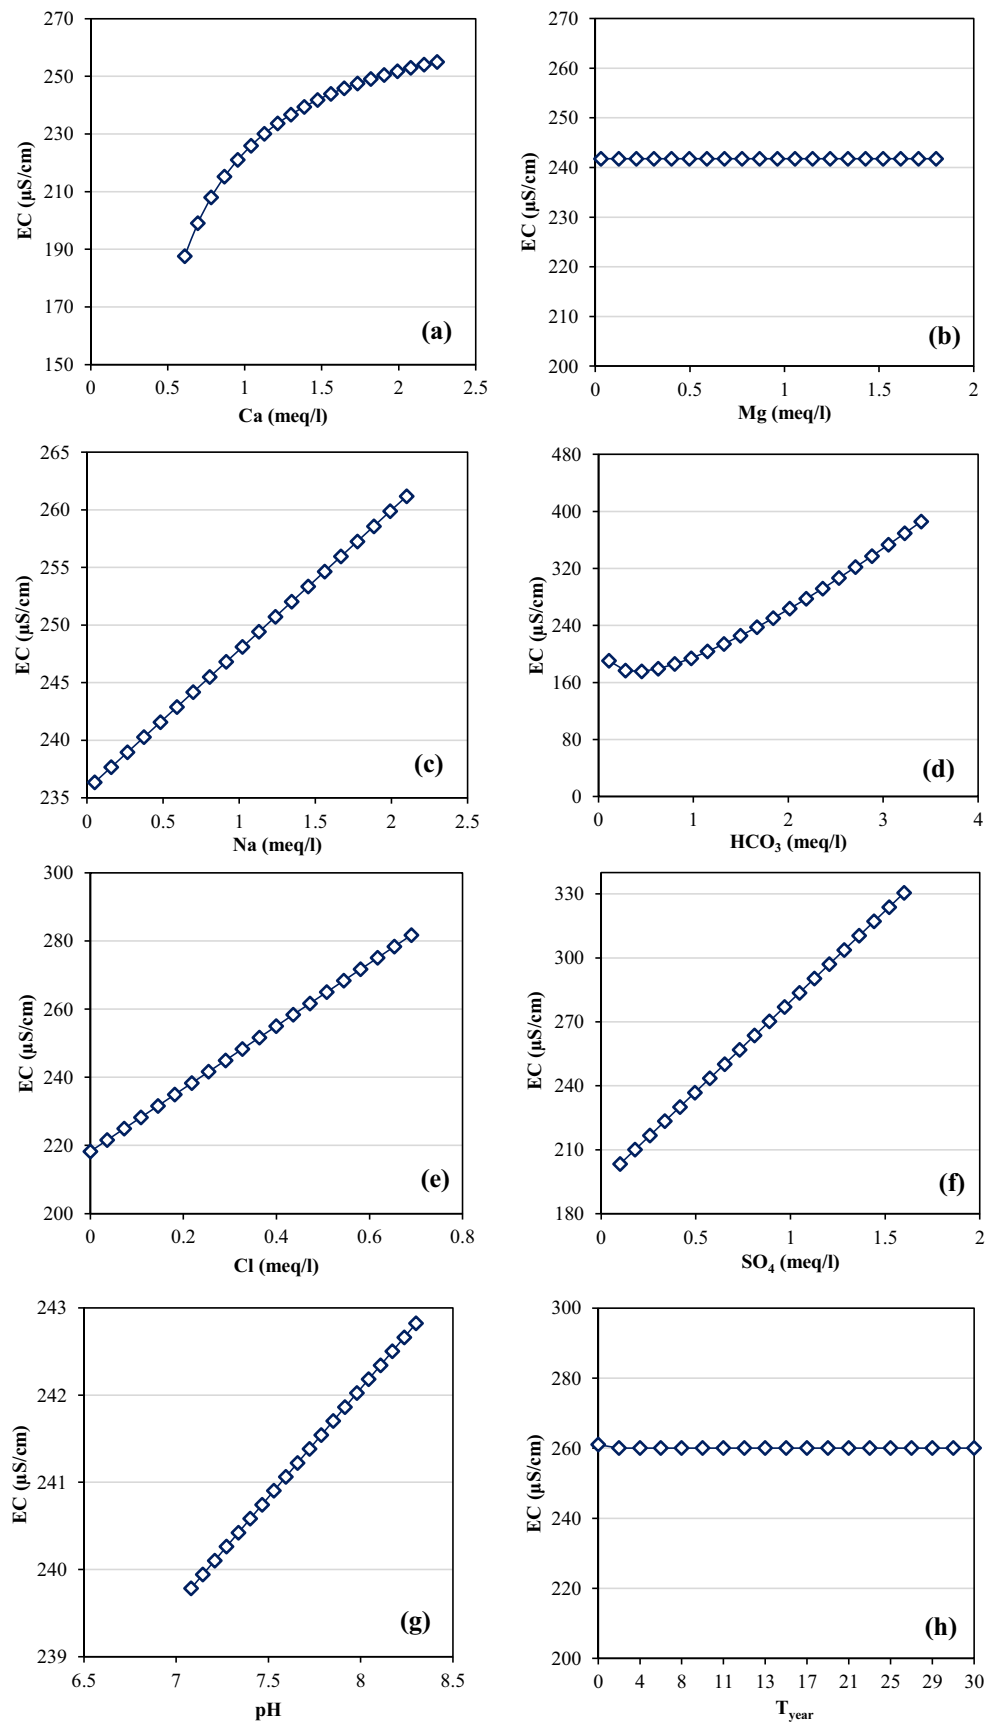 270
250
230
210
190
170
150
EC (µS/cm)
(a)
0 0.5 1 1.5 2 2.5
Ca (meq/l)
270
260
250
240
230
220
210
200
EC (µS/cm)
(b)
0 0.5 1 1.5 2
Mg (meq/l)
265
260
255
250
245
240
235
EC (µS/cm)
(c)
0 0.5 1 1.5 2 2.5
Na (meq/l)
480
400
320
240
160
80
0
EC (µS/cm)
(d)
0 1 2 3 4
HCO₃ (meq/l)
300
280
260
240
220
200
EC (µS/cm)
(e)
0 0.2 0.4 0.6 0.8
Cl (meq/l)
330
300
270
240
210
180
EC (µS/cm)
(f)
0 0.5 1 1.5 2
SO₄ (meq/l)
243
242
241
240
239
EC (µS/cm)
(g)
6.5 7 7.5 8 8.5
pH
300
280
260
240
220
200
EC (µS/cm)
(h)
0 4 8 11 13 17 21 25 29 30
T_year